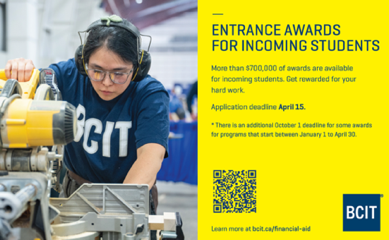 BCIT
ENTRANCE AWARDS
FOR INCOMING STUDENTS
More than $700,000 of awards are available
for incoming students. Get rewarded for your
hard work.
Application deadline April 15.
* There is an additional October 1 deadline for some awards
for programs that start between January 1 to April 30.
Learn more at bcit.ca/financial-aid
BCIT